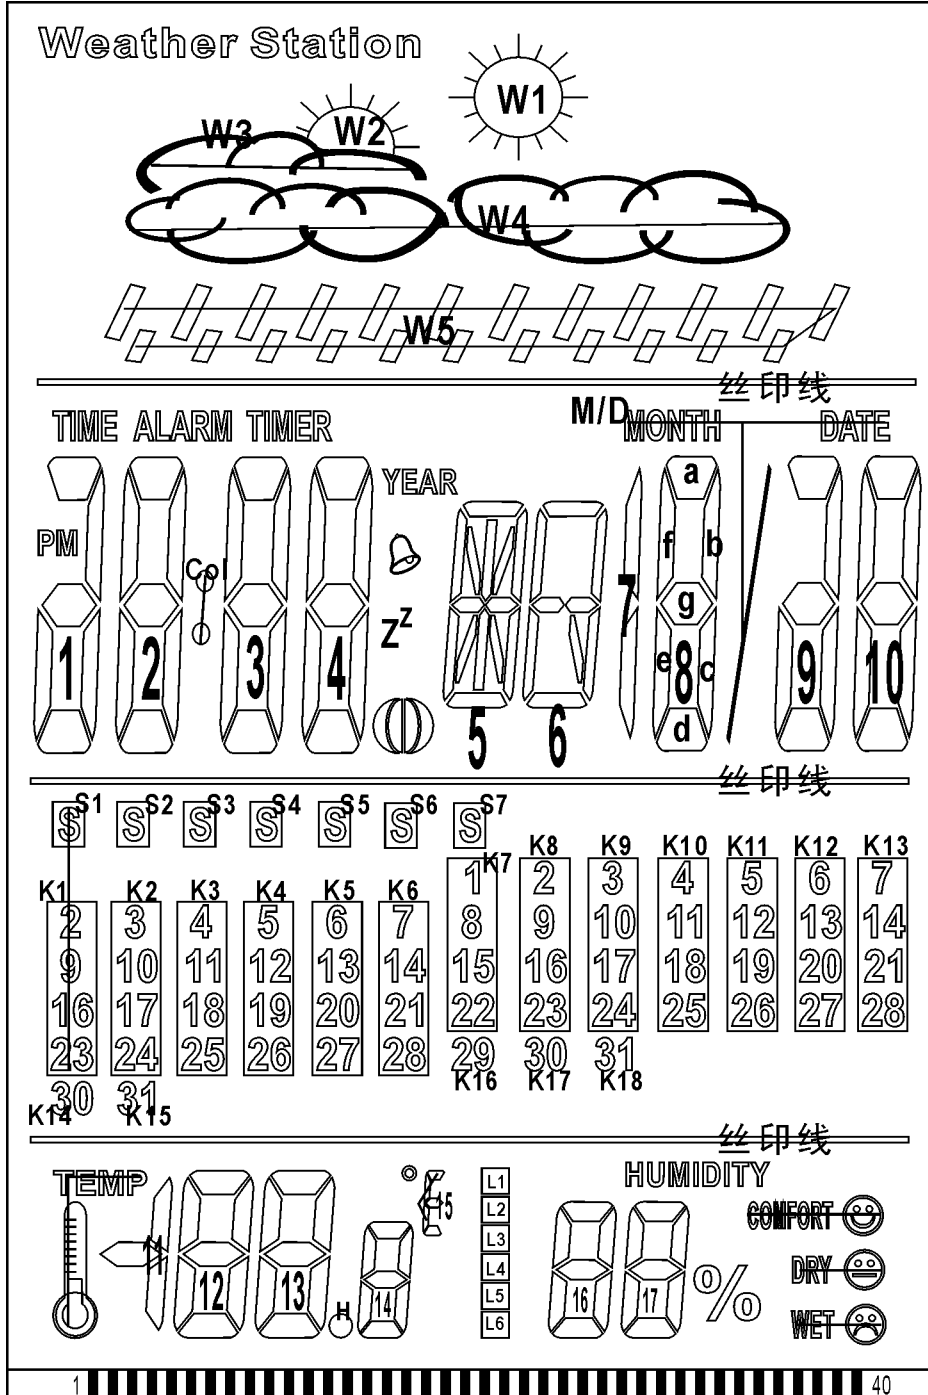 Weather Station
W1
W3 W2
W4
W5
丝印线
M/D
TIME ALARM TIMER MONTH DATE
YEAR
a
PM f b
Col
7 g
Zz
1 2 3 4 e 8 c 9 10
d
5 6
丝印线
S S1 S S2 S S3 S S4 S S5 S S6 S S7
K7 K8 K9 K10 K11 K12 K13
1 2 3 4 5 6 7
K1 K2 K3 K4 K5 K6
2 3 4 5 6 7 8 9 10 11 12 13 14
9 10 11 12 13 14 15 16 17 18 19 20 21
16 17 18 19 20 21 22 23 24 25 26 27 28
23 24 25 26 27 28 29 30 31
K16 K17 K18
30 31
K14 K15
丝印线
TEMP HUMIDITY
L1
15 L2 COMFORT
L3
11 L4 DRY
12 13 14 L5 16 17 %
H L6 WET
1 40